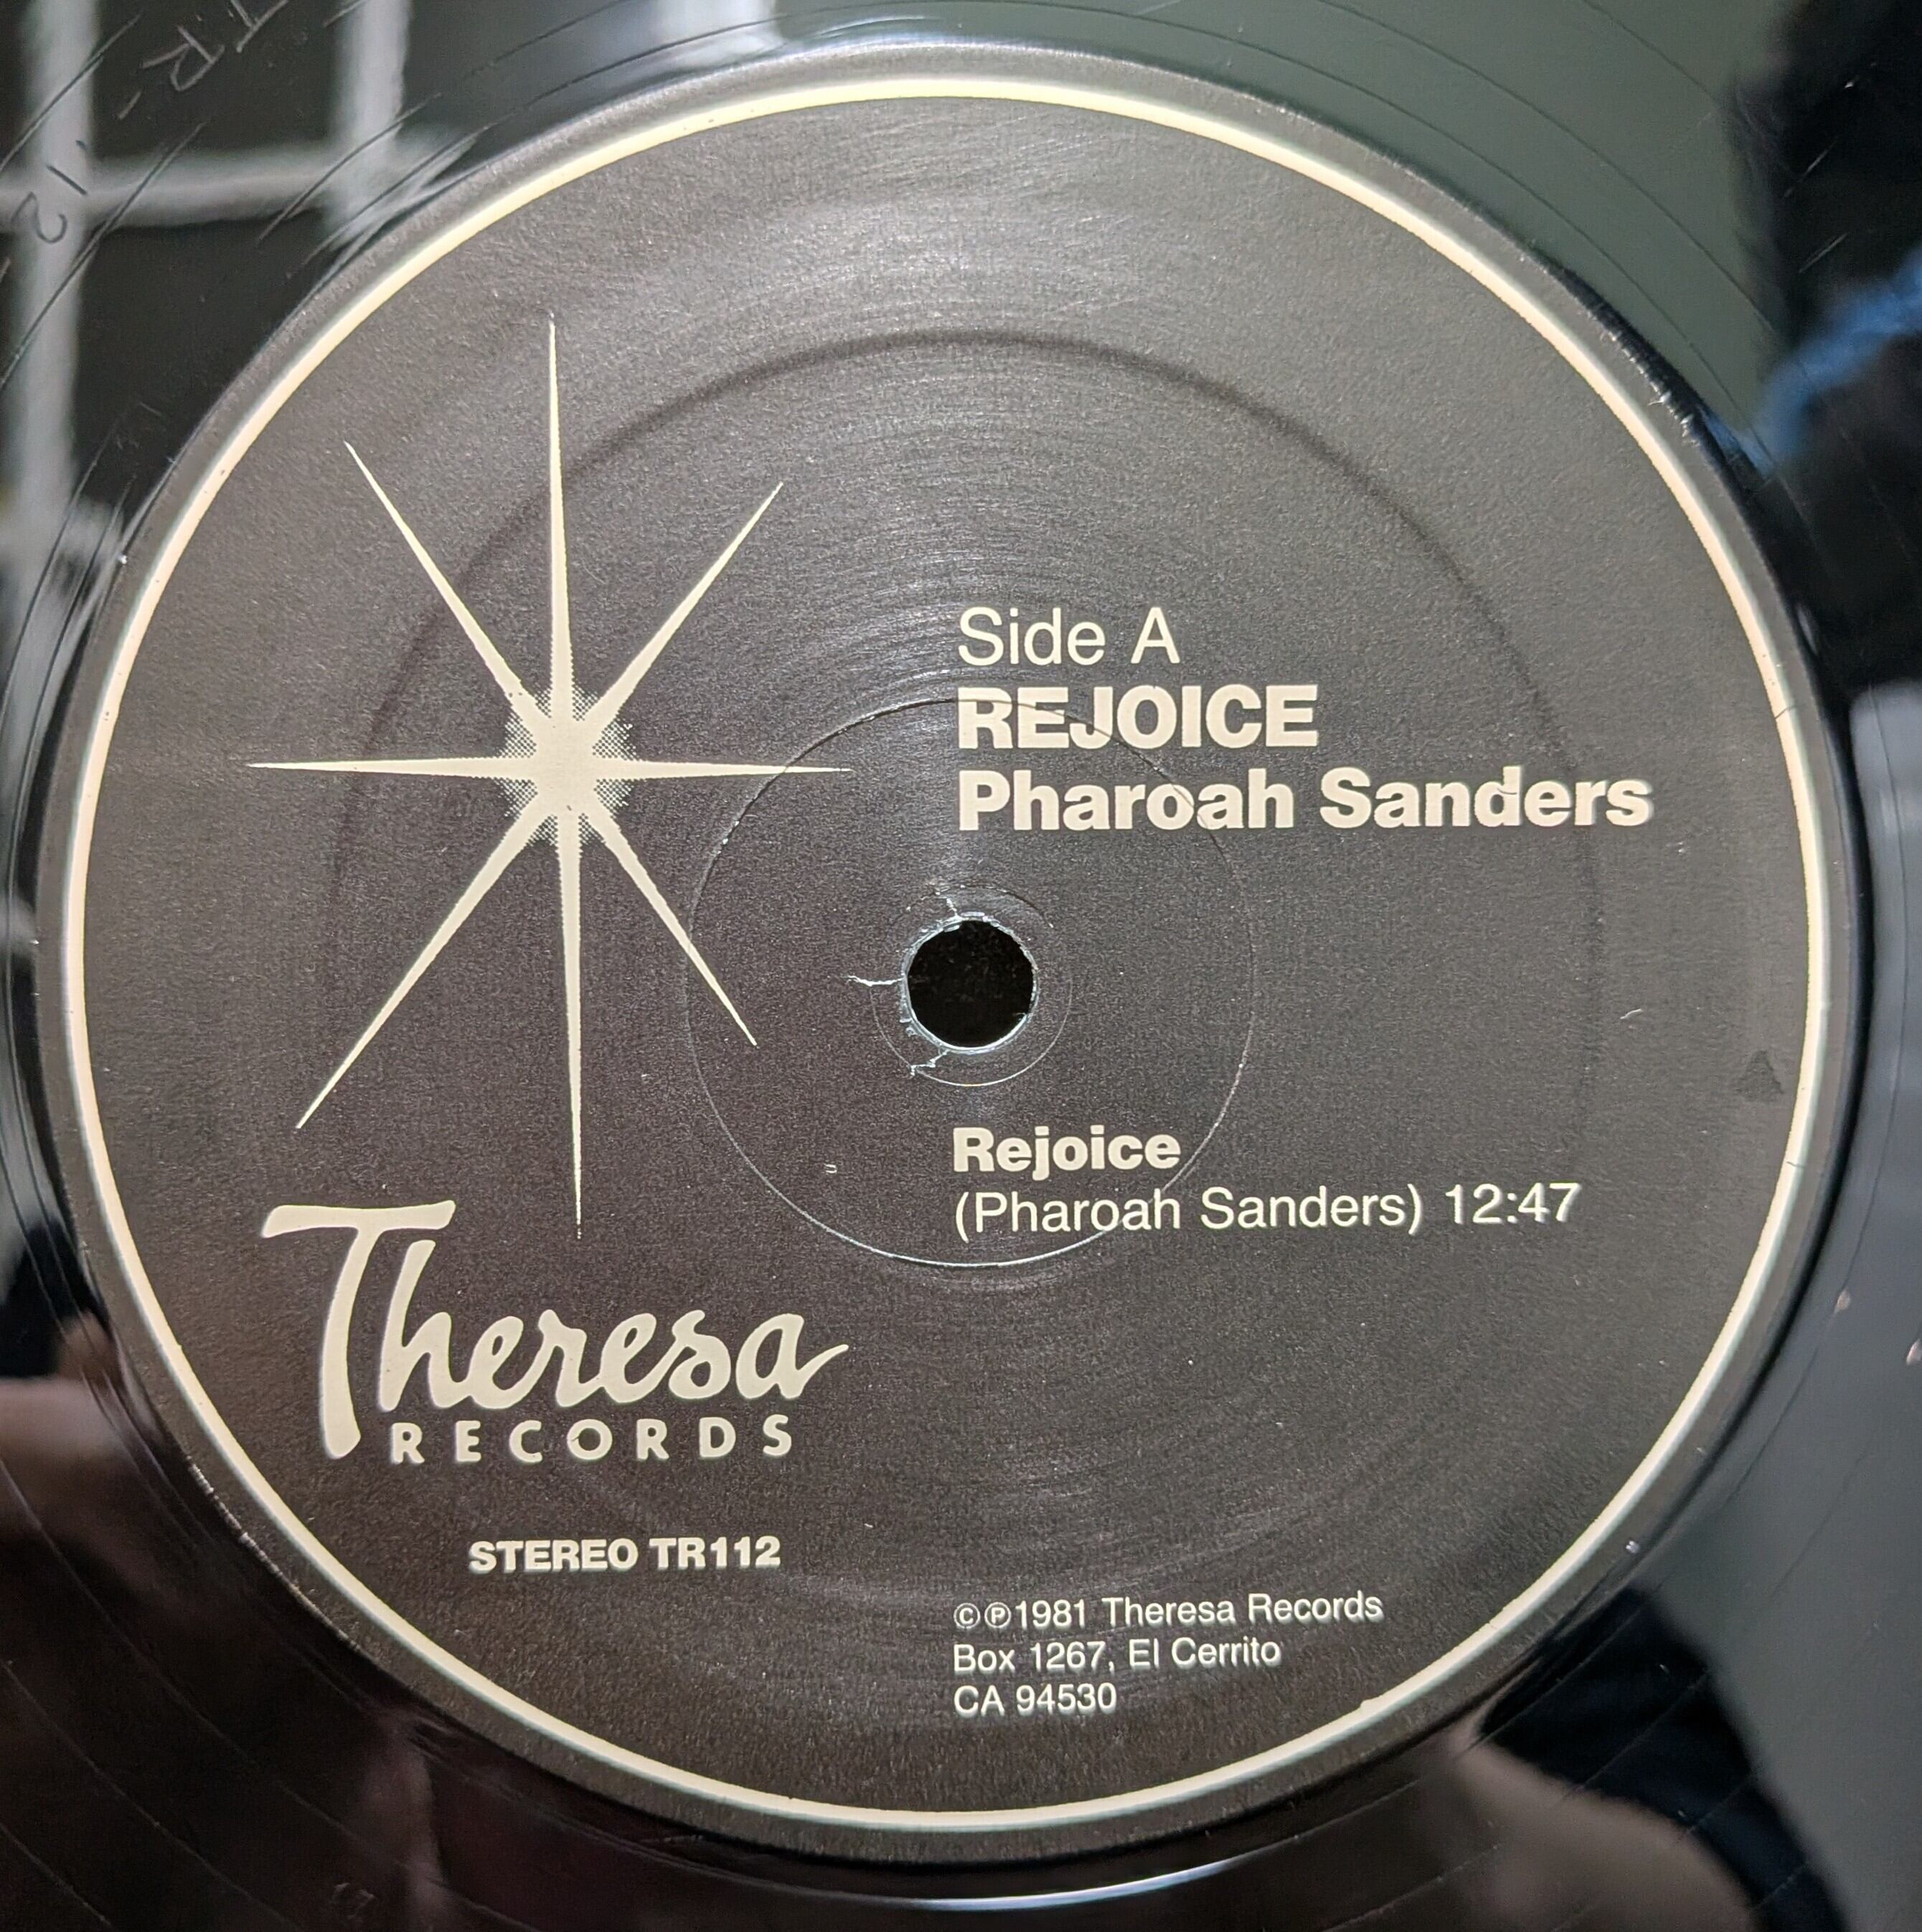 Side A
REJOICE
Pharoah Sanders
Rejoice
(Pharoah Sanders) 12:47
Theresa
RECORDS
STEREO TR112
©℗1981 Theresa Records
Box 1267, El Cerrito
CA 94530